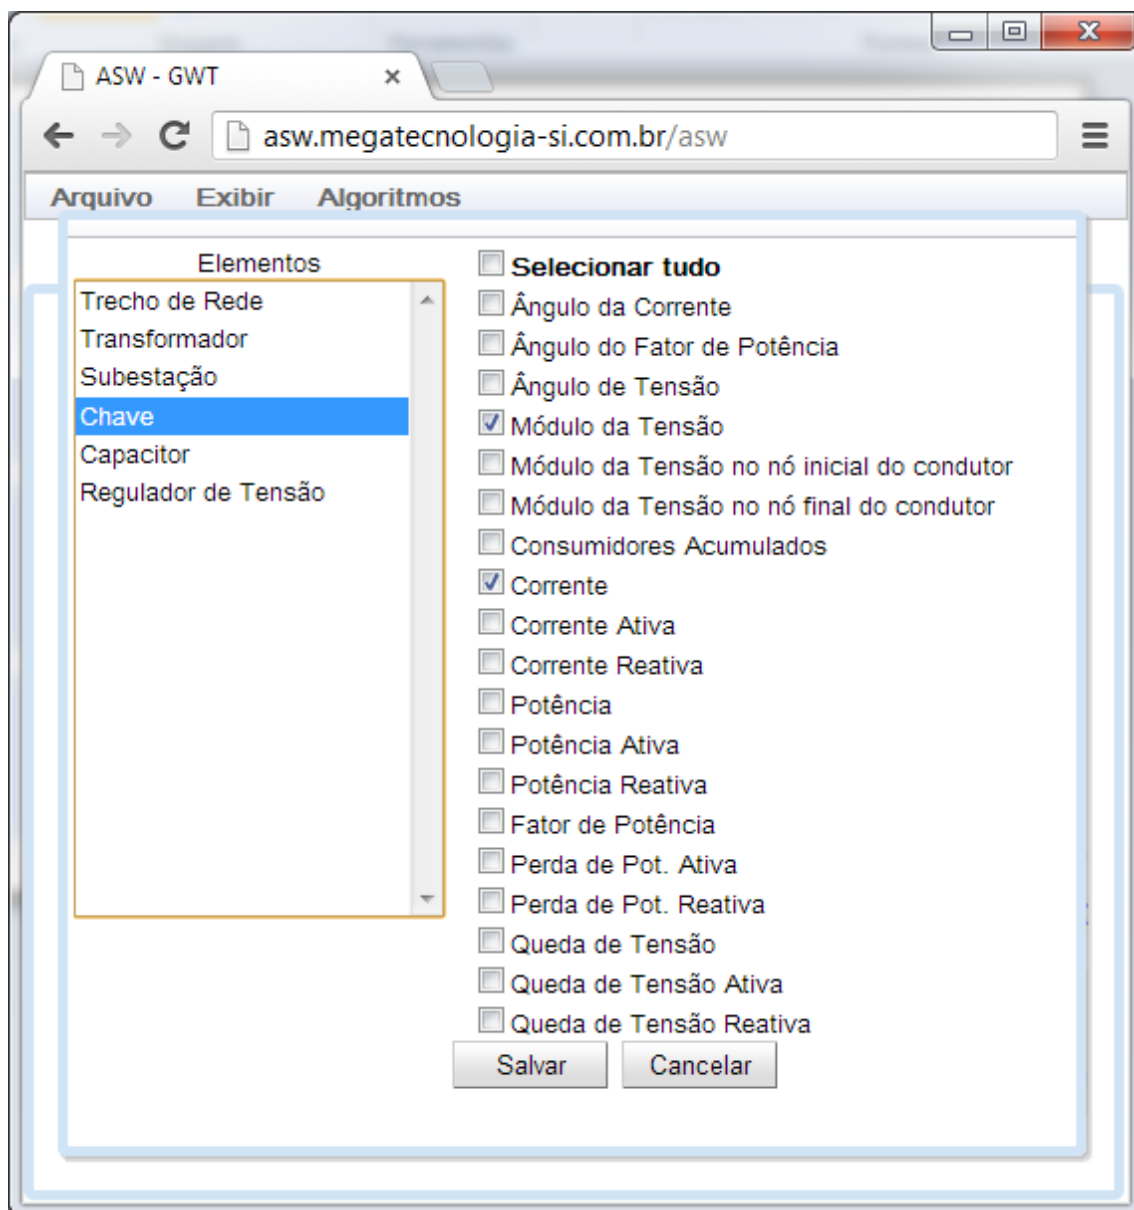 ASW - GWT
asw.megatecnologia-si.com.br/asw
Arquivo Exibir Algoritmos
Elementos
Trecho de Rede
Transformador
Subestação
Chave
Capacitor
Regulador de Tensão
Selecionar tudo
Ângulo da Corrente
Ângulo do Fator de Potência
Ângulo de Tensão
Módulo da Tensão
Módulo da Tensão no nó inicial do condutor
Módulo da Tensão no nó final do condutor
Consumidores Acumulados
Corrente
Corrente Ativa
Corrente Reativa
Potência
Potência Ativa
Potência Reativa
Fator de Potência
Perda de Pot. Ativa
Perda de Pot. Reativa
Queda de Tensão
Queda de Tensão Ativa
Queda de Tensão Reativa
Salvar Cancelar